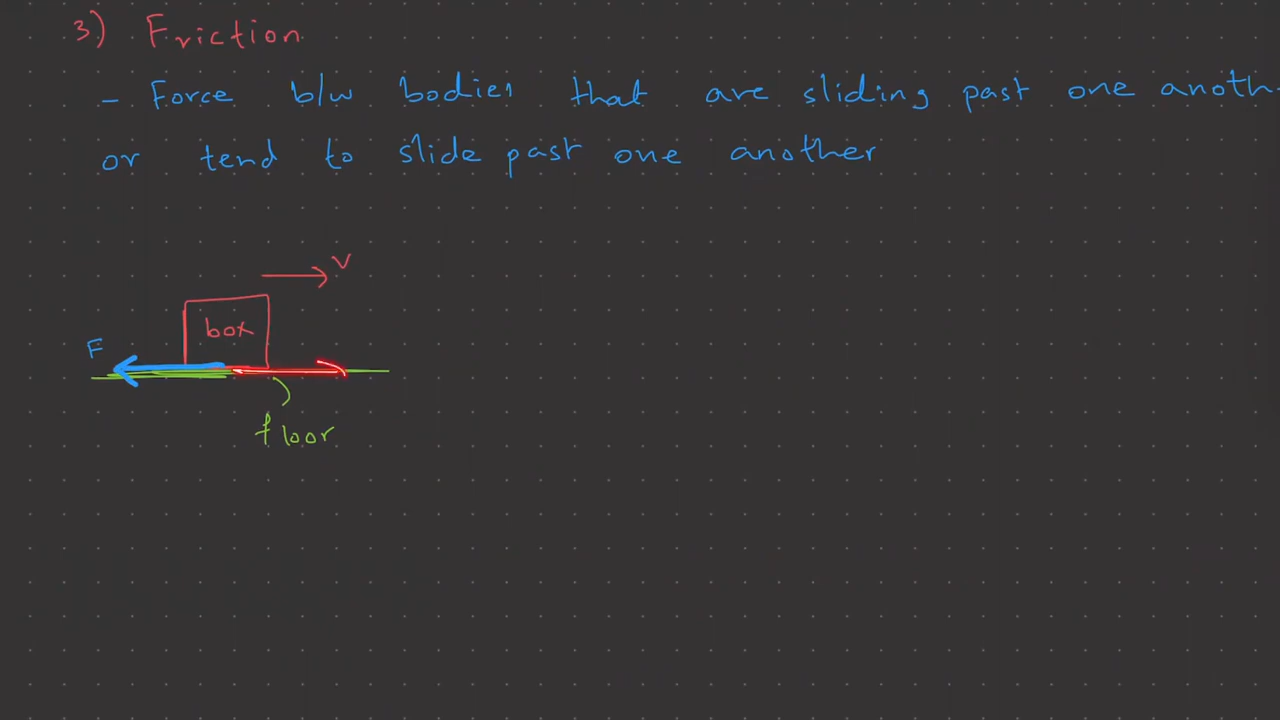 3) Friction
- Force b/w bodies that are sliding past one anoth
or tend to slide past one another
V
box
F
floor